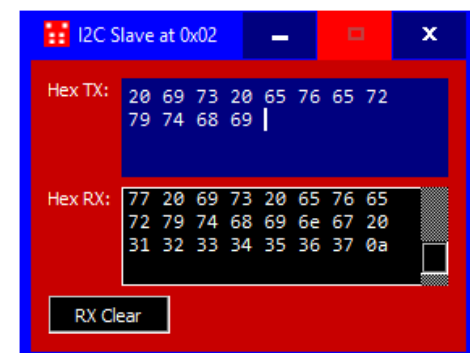 I2C Slave at 0x02
Hex TX:
20 69 73 20 65 76 65 72
79 74 68 69
Hex RX:
77 20 69 73 20 65 76 65
72 79 74 68 69 6e 67 20
31 32 33 34 35 36 37 0a
RX Clear